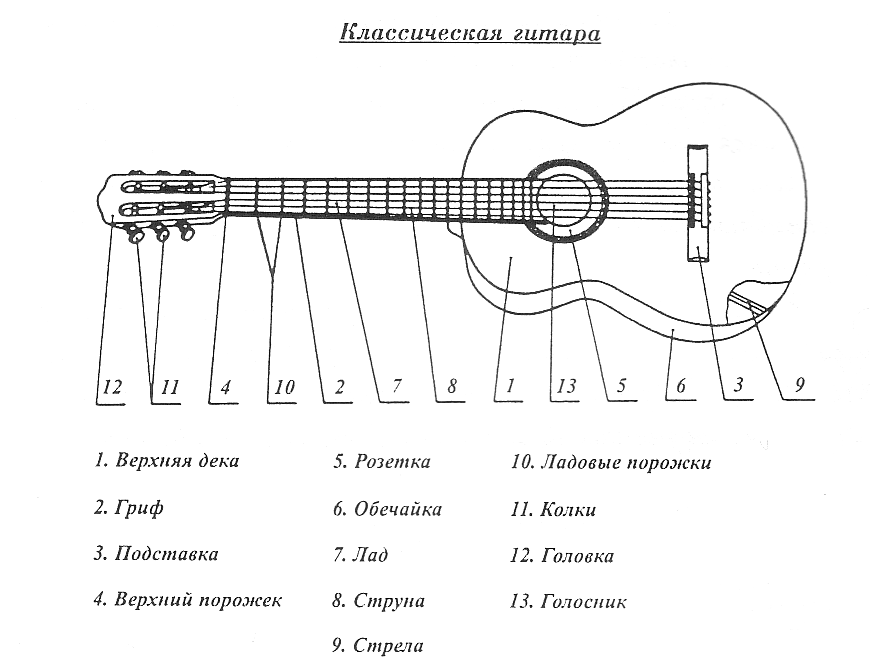 Классическая гитара
12 11 4 10 2 7 8 1 13 5 6 3 9
1. Верхняя дека
2. Гриф
3. Подставка
4. Верхний порожек
5. Розетка
6. Обечайка
7. Лад
8. Струна
9. Стрела
10. Ладовые порожки
11. Колки
12. Головка
13. Голосник